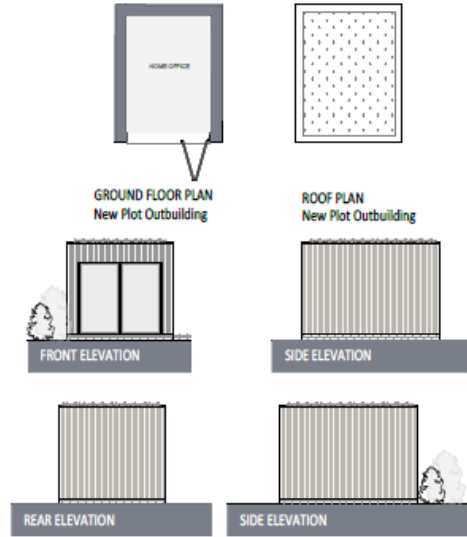 HOME OFFICE
GROUND FLOOR PLAN
New Plot Outbuilding
ROOF PLAN
New Plot Outbuilding
FRONT ELEVATION
SIDE ELEVATION
REAR ELEVATION
SIDE ELEVATION